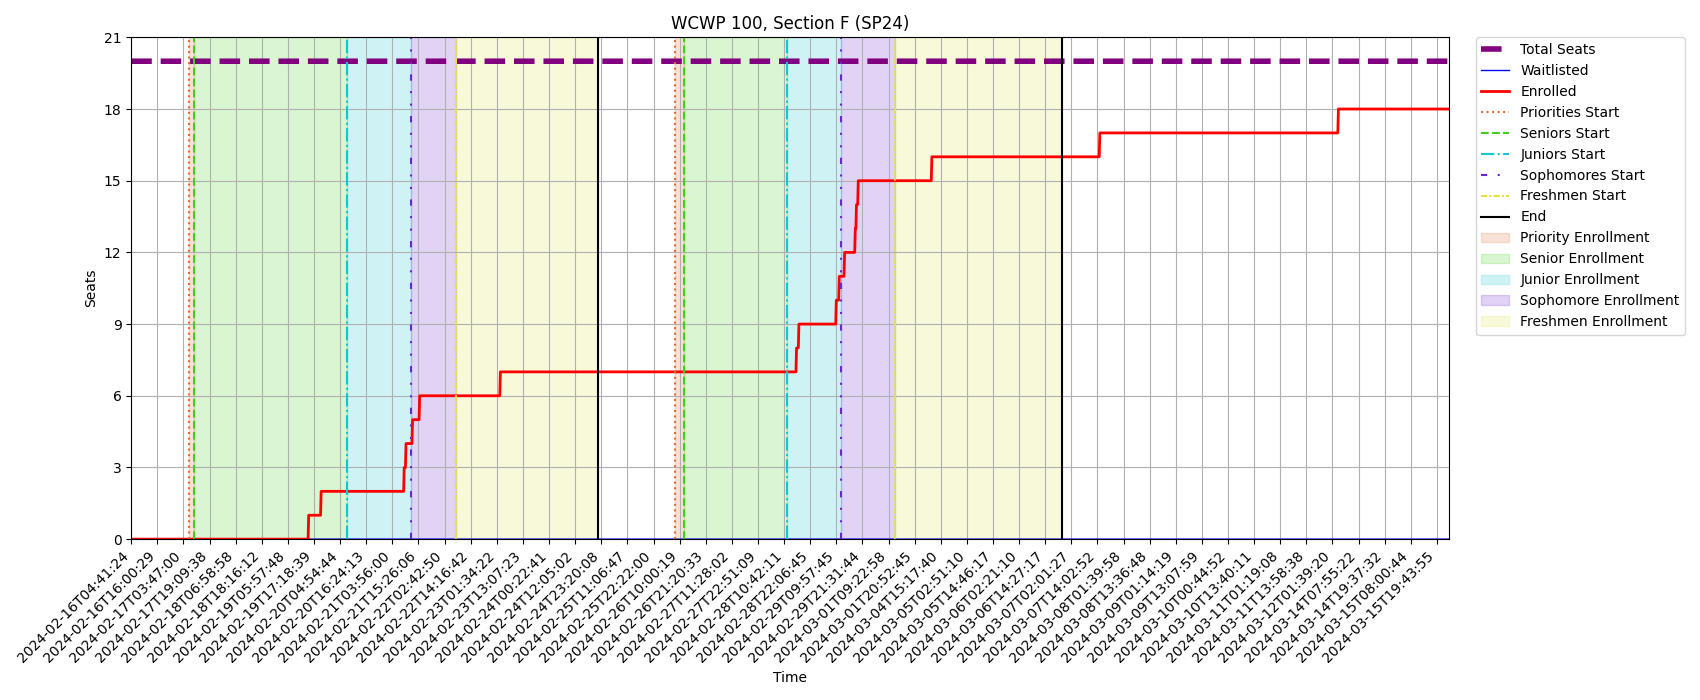 WCWP 100, Section F (SP24)
21
18
15
12
9
6
3
0
Seats
2024-02-16T04:41:24
2024-02-16T16:00:29
2024-02-17T03:47:00
2024-02-17T19:09:38
2024-02-18T06:58:58
2024-02-18T18:16:12
2024-02-19T05:57:48
2024-02-19T17:18:39
2024-02-20T04:54:44
2024-02-20T16:24:13
2024-02-21T03:56:00
2024-02-21T15:26:06
2024-02-22T02:42:50
2024-02-22T14:16:42
2024-02-23T01:34:22
2024-02-23T13:07:23
2024-02-24T00:22:41
2024-02-24T12:05:02
2024-02-24T23:20:08
2024-02-25T11:06:47
2024-02-25T22:22:00
2024-02-26T10:00:19
2024-02-26T21:20:33
2024-02-27T11:28:02
2024-02-27T22:51:09
2024-02-28T10:42:11
2024-02-28T22:06:45
2024-02-29T09:57:45
2024-02-29T21:31:44
2024-03-01T09:22:58
2024-03-01T20:52:45
2024-03-04T15:17:40
2024-03-05T02:51:10
2024-03-05T14:46:17
2024-03-06T02:21:10
2024-03-06T14:27:17
2024-03-07T02:01:27
2024-03-07T14:02:52
2024-03-08T01:39:58
2024-03-08T13:36:48
2024-03-09T01:14:19
2024-03-09T13:07:59
2024-03-10T00:44:52
2024-03-10T13:40:11
2024-03-11T01:19:08
2024-03-11T13:58:38
2024-03-12T01:39:20
2024-03-14T07:55:22
2024-03-14T19:37:32
2024-03-15T08:00:44
2024-03-15T19:43:55
Time
Total Seats
Waitlisted
Enrolled
Priorities Start
Seniors Start
Juniors Start
Sophomores Start
Freshmen Start
End
Priority Enrollment
Senior Enrollment
Junior Enrollment
Sophomore Enrollment
Freshmen Enrollment